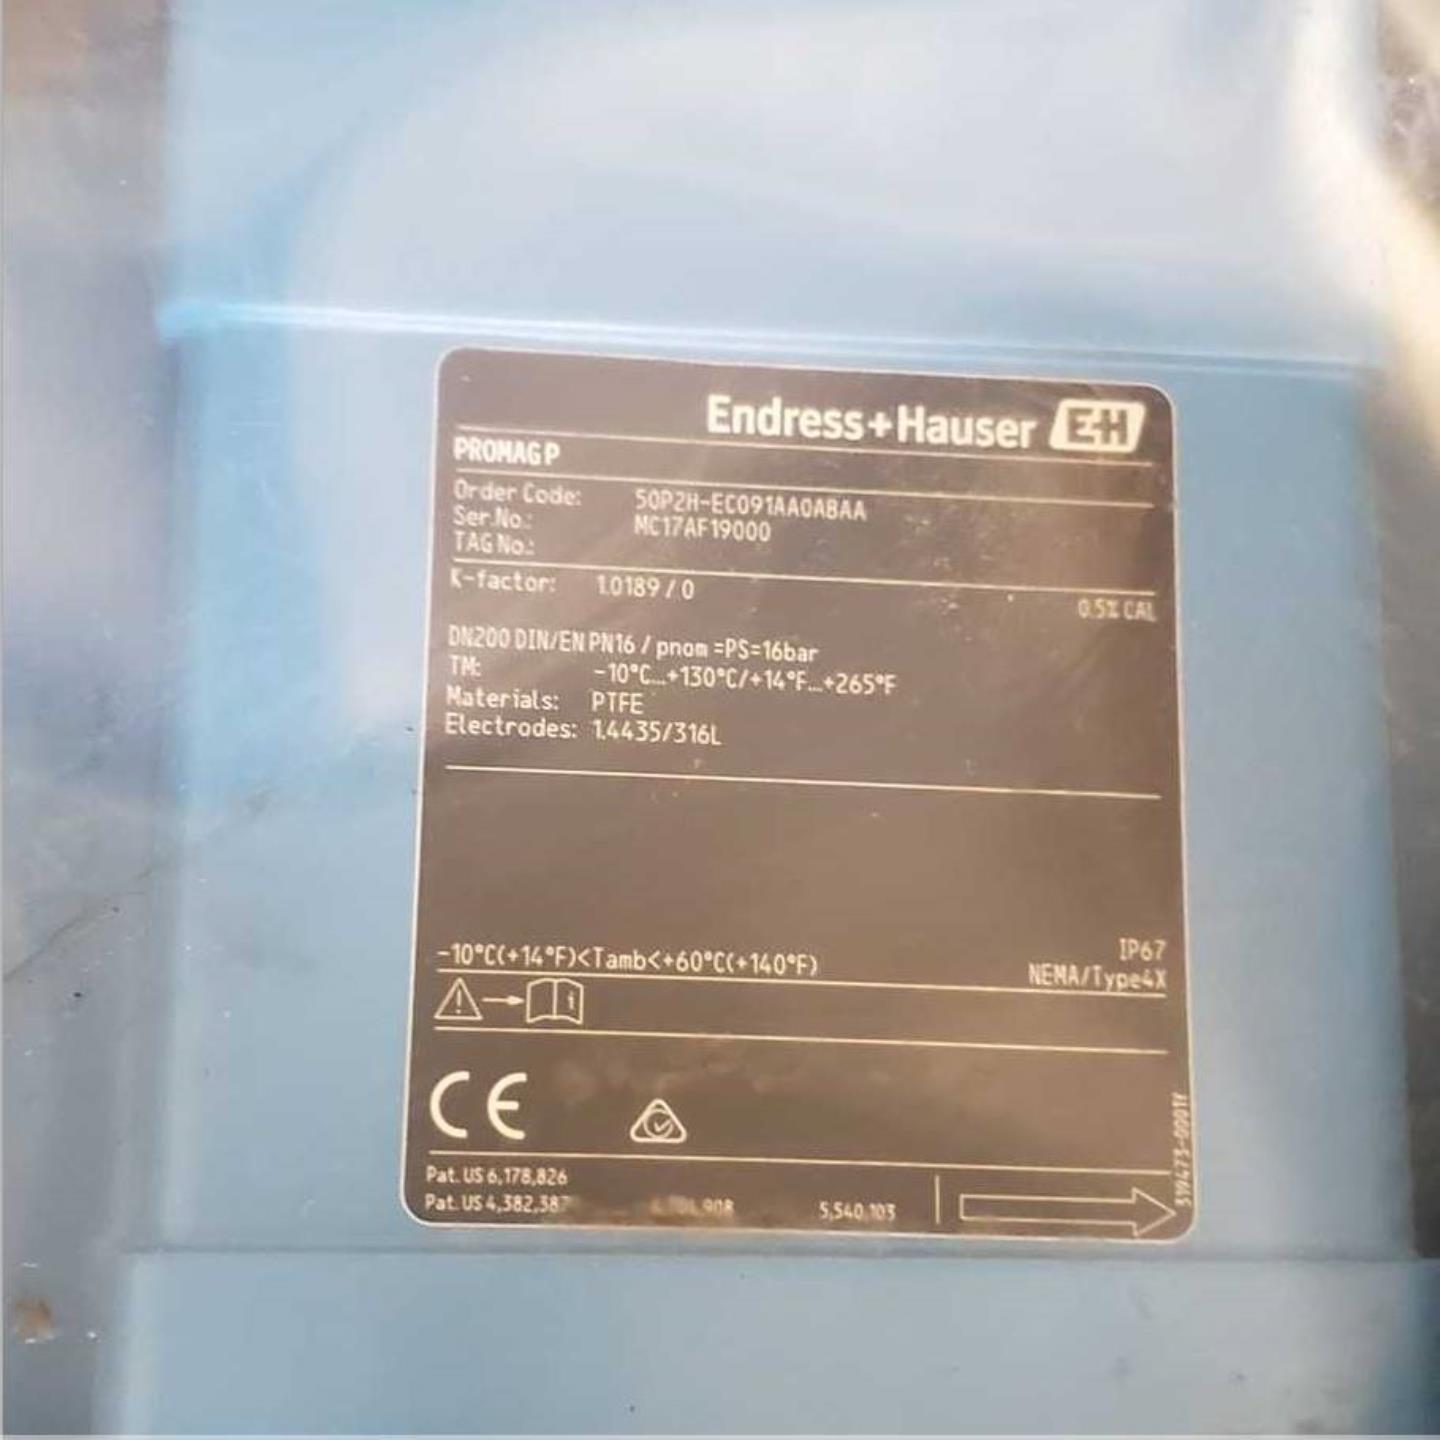 Endress+Hauser EH
PROMAG P
Order Code: 50P2H-EC091AA0ABAA
Ser.No.: MC17AF19000
TAG No.:
K-factor: 1.0189 / 0
0.5% CAL
DN200 DIN/EN PN16 / pnom =PS=16bar
TM: -10°C...+130°C/+14°F...+265°F
Materials: PTFE
Electrodes: 1.4435/316L
-10°C(+14°F)<Tamb<+60°C(+140°F)
IP67
NEMA/Type4X
i
CE
Pat. US 6,178,826
Pat. US 4,382,387 5,540,103
319473-0001f